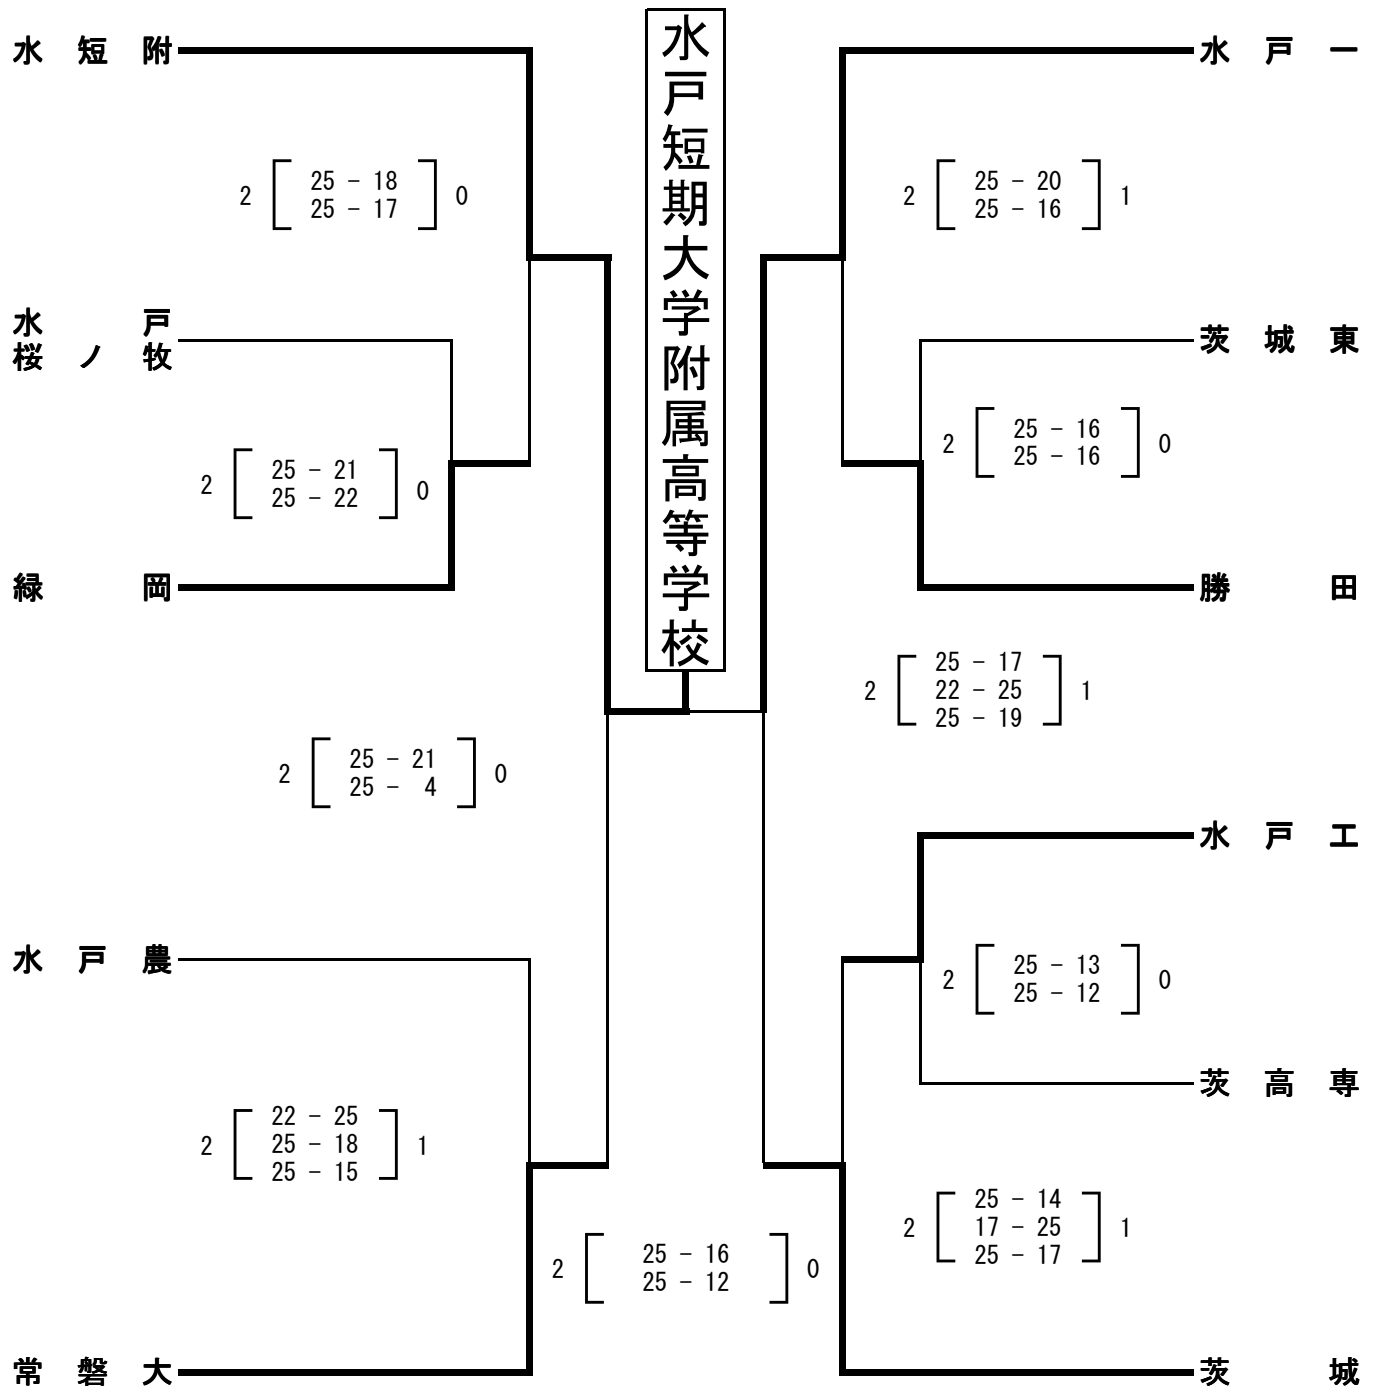 水戸短期大学附属高等学校
水短附
2 25 - 18 0
25 - 17
水戸
桜ノ牧
2 25 - 21 0
25 - 22
緑岡
2 25 - 21 0
25 - 4
水戸農
2 22 - 25 1
25 - 18
25 - 15
常磐大
水戸一
2 25 - 20 1
25 - 16
茨城東
2 25 - 16 0
25 - 16
勝田
2 25 - 17 1
22 - 25
25 - 19
水戸工
2 25 - 13 0
25 - 12
茨高専
2 25 - 14 1
17 - 25
25 - 17
茨城
2 25 - 16 0
25 - 12